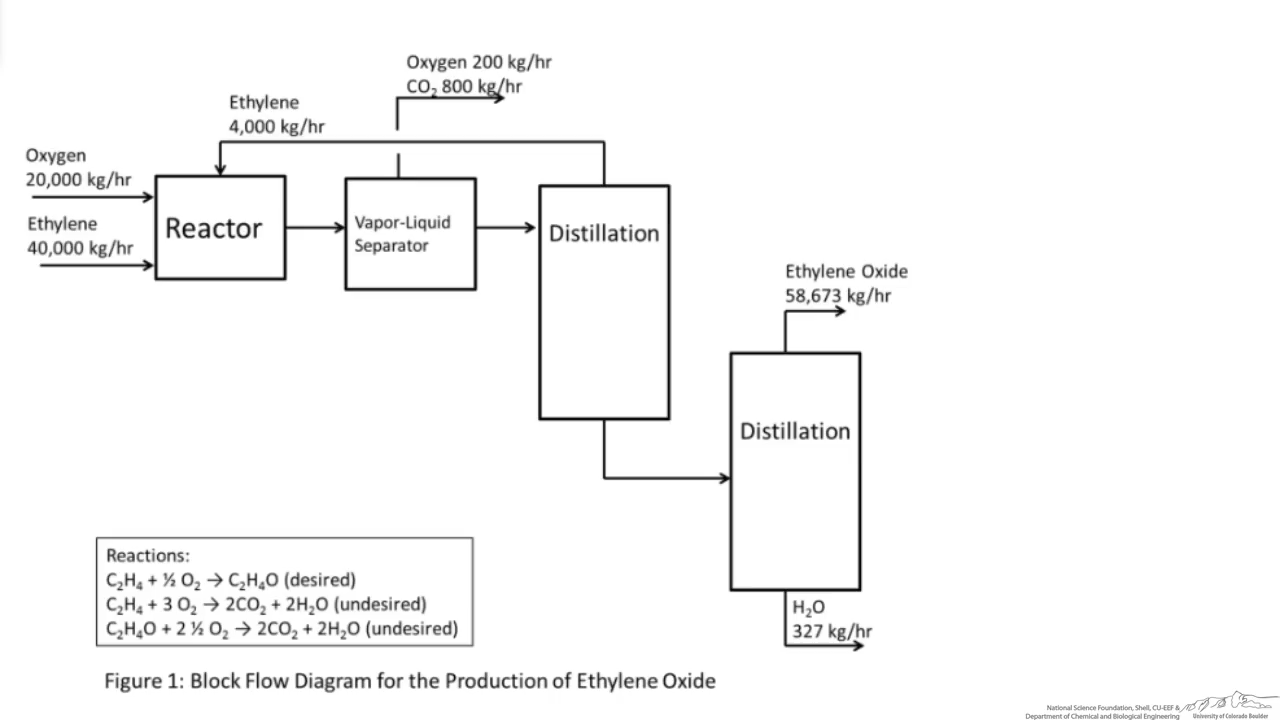 Oxygen 200 kg/hr
CO₂ 800 kg/hr
Ethylene
4,000 kg/hr
Oxygen
20,000 kg/hr
Ethylene
40,000 kg/hr
Reactor
Vapor-Liquid
Separator
Distillation
Ethylene Oxide
58,673 kg/hr
Distillation
H₂O
327 kg/hr
Reactions:
C₂H₄ + ½ O₂ → C₂H₄O (desired)
C₂H₄ + 3 O₂ → 2CO₂ + 2H₂O (undesired)
C₂H₄O + 2 ½ O₂ → 2CO₂ + 2H₂O (undesired)
Figure 1: Block Flow Diagram for the Production of Ethylene Oxide
National Science Foundation, Shell, CU-EEF &
Department of Chemical and Biological Engineering
University of Colorado Boulder